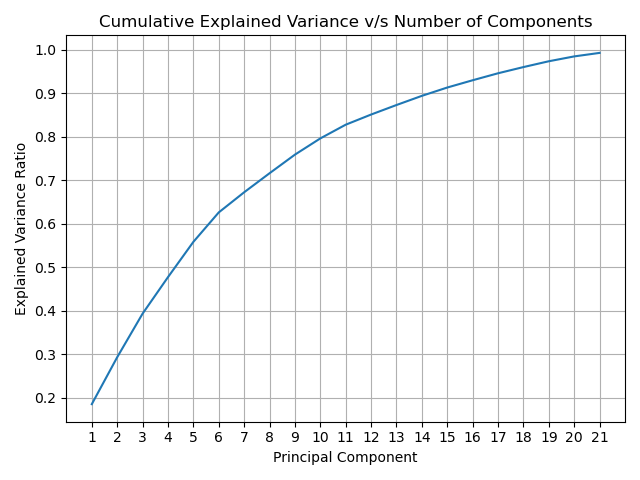 Cumulative Explained Variance v/s Number of Components
1.0
0.9
0.8
0.7
0.6
0.5
0.4
0.3
0.2
Explained Variance Ratio
1 2 3 4 5 6 7 8 9 10 11 12 13 14 15 16 17 18 19 20 21
Principal Component